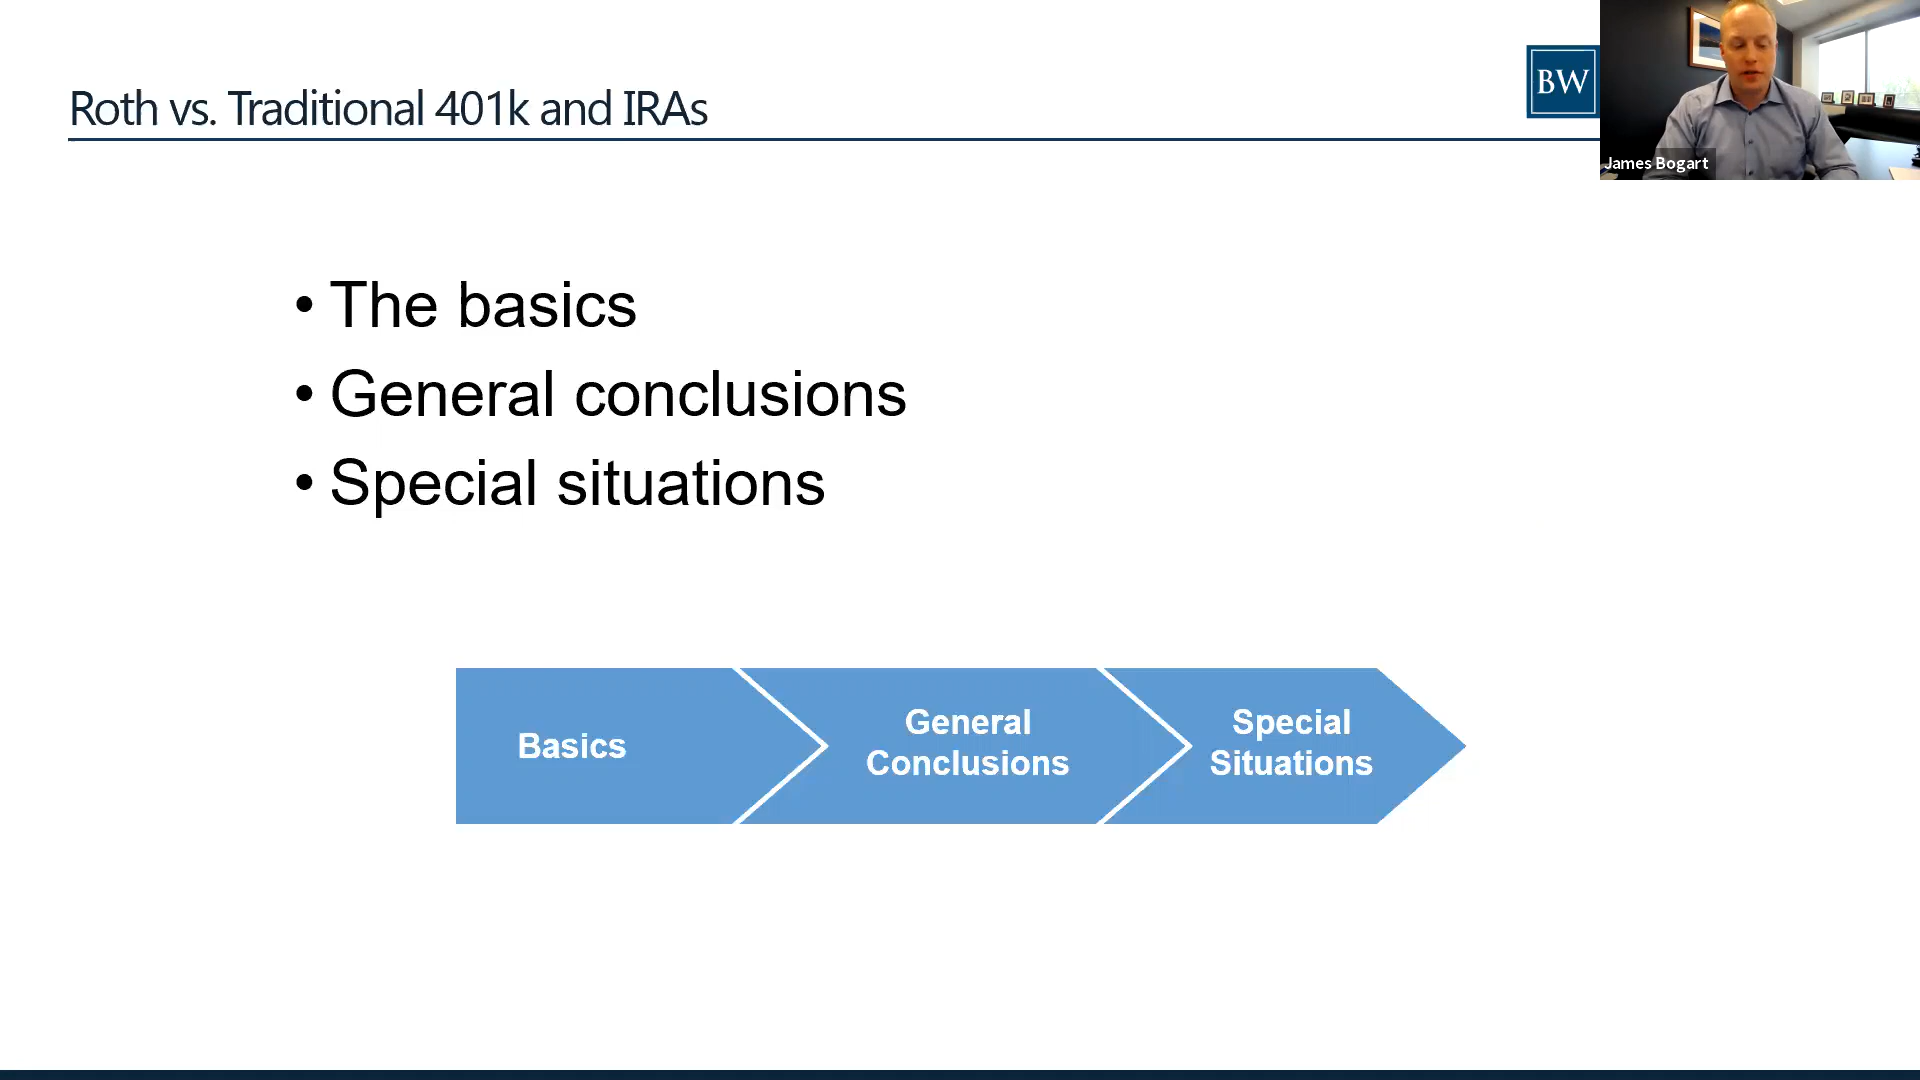 Roth vs. Traditional 401k and IRAs
BW
James Bogart
• The basics
• General conclusions
• Special situations
Basics
General
Conclusions
Special
Situations